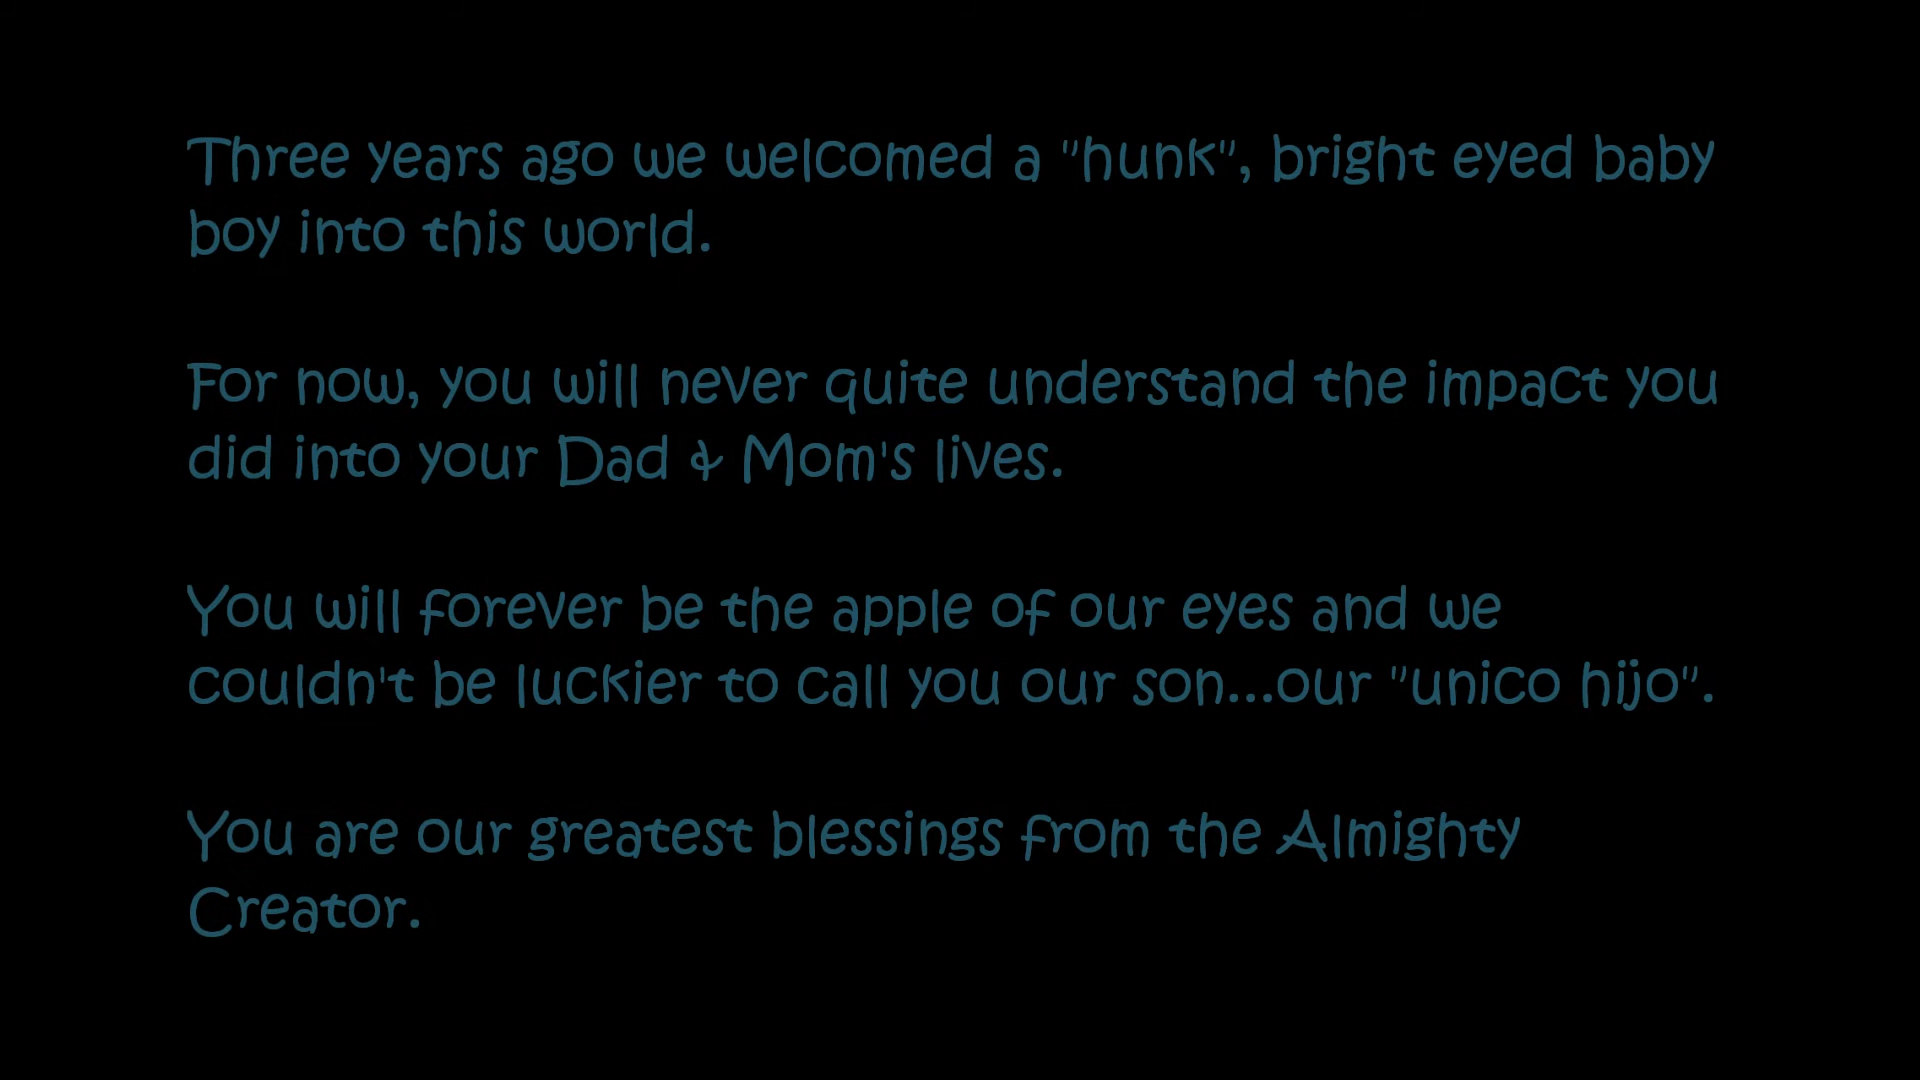 Three years ago we welcomed a "hunk", bright eyed baby
boy into this world.
For now, you will never quite understand the impact you
did into your Dad & Mom's lives.
You will forever be the apple of our eyes and we
couldn't be luckier to call you our son...our "unico hijo".
You are our greatest blessings from the Almighty
Creator.